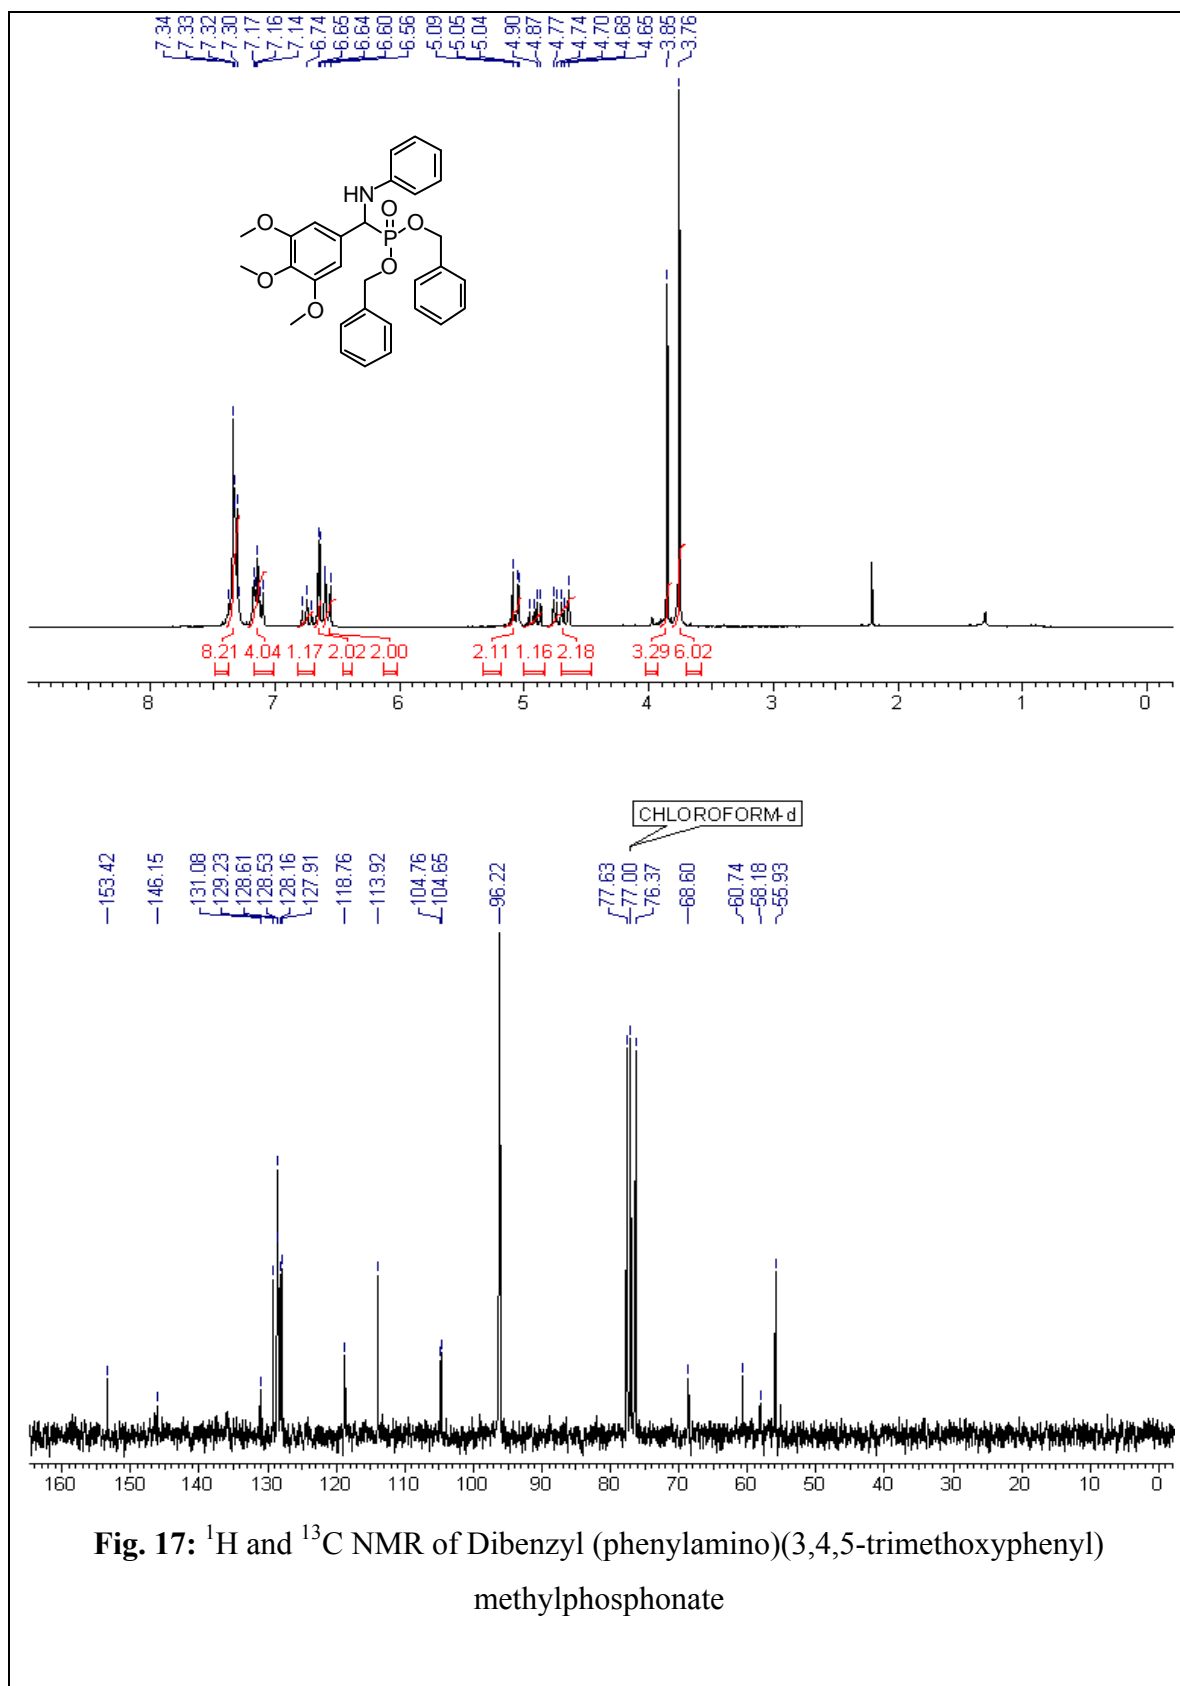 7.34 7.33 7.32 7.30 7.17 7.16 7.14 6.74 6.65 6.64 6.60 6.56 5.09 5.05 5.04 4.90 4.87 4.77 4.74 4.70 4.68 4.65 3.85 3.76
HN
O
O
P
O
O
O
O
8.21 4.04 1.17 2.02 2.00 2.11 1.16 2.18 3.29 6.02
8 7 6 5 4 3 2 1 0
CHLOROFORM-d
153.42 146.15 131.08 129.23 128.61 128.53 128.16 127.91 118.76 113.92 104.76 104.65 96.22 77.63 77.00 76.37 68.60 60.74 58.18 55.93
160 150 140 130 120 110 100 90 80 70 60 50 40 30 20 10 0
Fig. 17: ¹H and ¹³C NMR of Dibenzyl (phenylamino)(3,4,5-trimethoxyphenyl)
methylphosphonate